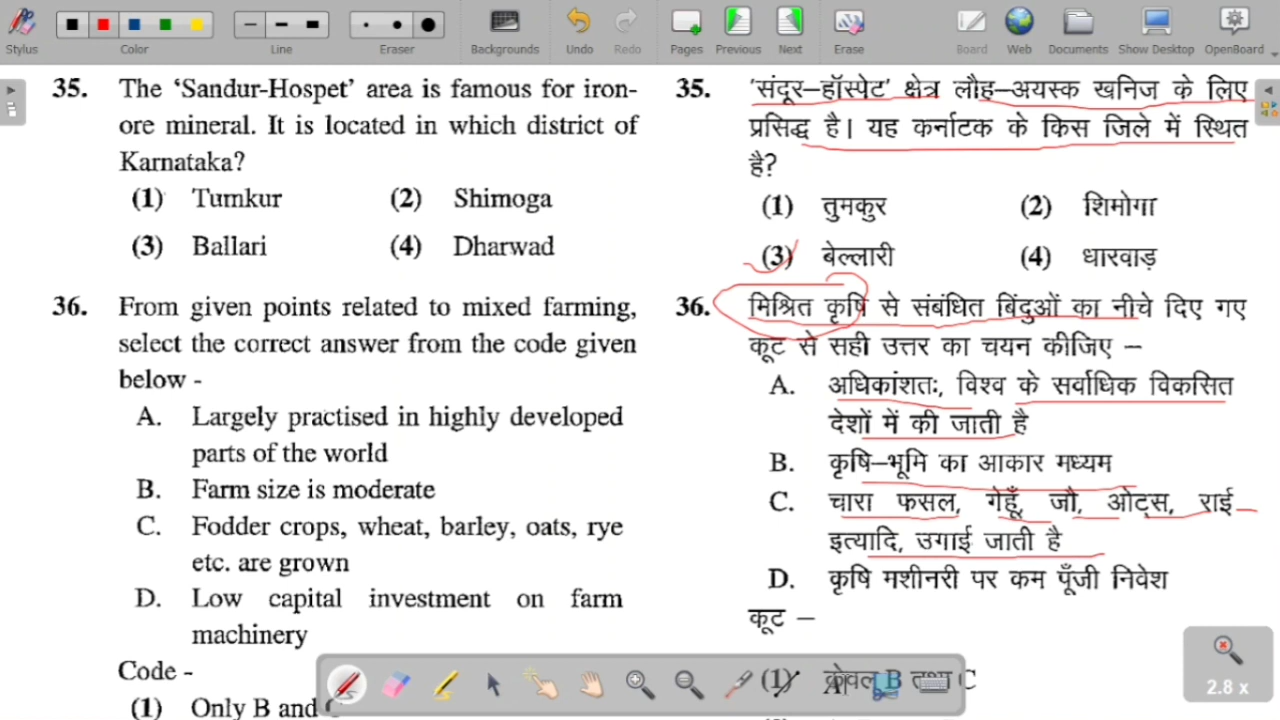 Stylus
Color
Line
Eraser
Backgrounds
Undo
Redo
Pages
Previous
Next
Erase
Board
Web
Documents
Show Desktop
OpenBoard
35. The ‘Sandur-Hospet’ area is famous for iron-
ore mineral. It is located in which district of
Karnataka?
(1) Tumkur (2) Shimoga
(3) Ballari (4) Dharwad
36. From given points related to mixed farming,
select the correct answer from the code given
below -
A. Largely practised in highly developed
parts of the world
B. Farm size is moderate
C. Fodder crops, wheat, barley, oats, rye
etc. are grown
D. Low capital investment on farm
machinery
Code -
(1) Only B and
35. ‘संदूर–हॉस्पेट’ क्षेत्र लौह–अयस्क खनिज के लिए
प्रसिद्ध है। यह कर्नाटक के किस जिले में स्थित
है?
(1) तुमकुर (2) शिमोगा
(3) बेल्लारी (4) धारवाड़
36. मिश्रित कृषि से संबंधित बिंदुओं का नीचे दिए गए
कूट से सही उत्तर का चयन कीजिए –
A. अधिकांशतः, विश्व के सर्वाधिक विकसित
देशों में की जाती है
B. कृषि–भूमि का आकार मध्यम
C. चारा फसल, गेहूँ, जौ, ओट्स, राई
इत्यादि, उगाई जाती है
D. कृषि मशीनरी पर कम पूँजी निवेश
कूट –
(1) केवल B तथा C
2.8 x